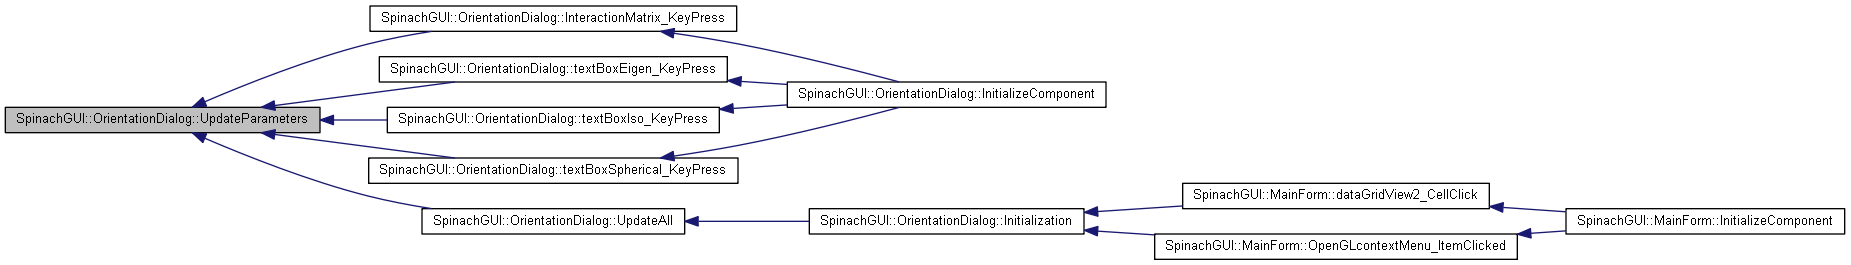 SpinachGUI::OrientationDialog::InteractionMatrix_KeyPress
SpinachGUI::OrientationDialog::textBoxEigen_KeyPress
SpinachGUI::OrientationDialog::InitializeComponent
SpinachGUI::OrientationDialog::UpdateParameters
SpinachGUI::OrientationDialog::textBoxIso_KeyPress
SpinachGUI::OrientationDialog::textBoxSpherical_KeyPress
SpinachGUI::MainForm::dataGridView2_CellClick
SpinachGUI::OrientationDialog::UpdateAll
SpinachGUI::OrientationDialog::Initialization
SpinachGUI::MainForm::InitializeComponent
SpinachGUI::MainForm::OpenGLcontextMenu_ItemClicked